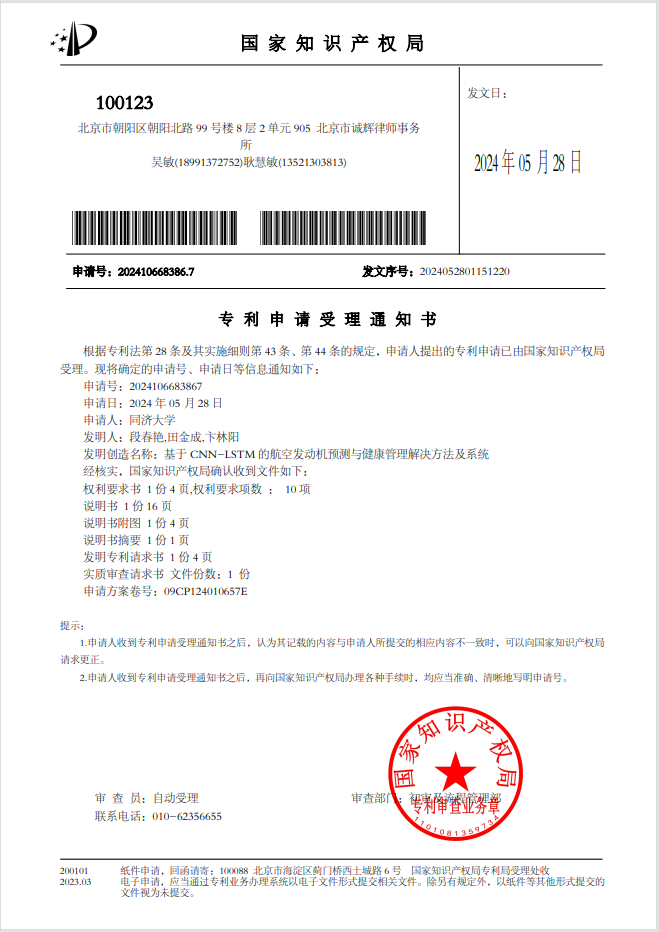 国家知识产权局
100123
北京市朝阳区朝阳北路 99 号楼 8 层 2 单元 905 北京市诚辉律师事务
所
吴敏(18991372752)耿慧敏(13521303813)
发文日：
2024 年 05 月 28 日
申请号：202410668386.7
发文序号：2024052801151220
专利申请受理通知书
根据专利法第 28 条及其实施细则第 43 条、第 44 条的规定，申请人提出的专利申请已由国家知识产权局
受理。现将确定的申请号、申请日等信息通知如下：
申请号：2024106683867
申请日：2024 年 05 月 28 日
申请人：同济大学
发明人：段春艳,田金成,卞林阳
发明创造名称：基于 CNN-LSTM 的航空发动机预测与健康管理解决方法及系统
经核实，国家知识产权局确认收到文件如下：
权利要求书 1 份 4 页,权利要求项数 ： 10 项
说明书 1 份 16 页
说明书附图 1 份 4 页
说明书摘要 1 份 1 页
发明专利请求书 1 份 4 页
实质审查请求书 文件份数：1 份
申请方案卷号：09CP124010657E
提示：
1.申请人收到专利申请受理通知书之后，认为其记载的内容与申请人所提交的相应内容不一致时，可以向国家知识产权局
请求更正。
2.申请人收到专利申请受理通知书之后，再向国家知识产权局办理各种手续时，均应当准确、清晰地写明申请号。
国家知识产权局
审 查 员：自动受理
审查部门：初审及流程管理部
专利审查业务章
联系电话：010-62356655
1101081359734
200101
纸件申请，回函请寄：100088 北京市海淀区蓟门桥西土城路 6 号 国家知识产权局专利局受理处收
2023.03
电子申请，应当通过专利业务办理系统以电子文件形式提交相关文件。除另有规定外，以纸件等其他形式提交的
文件视为未提交。